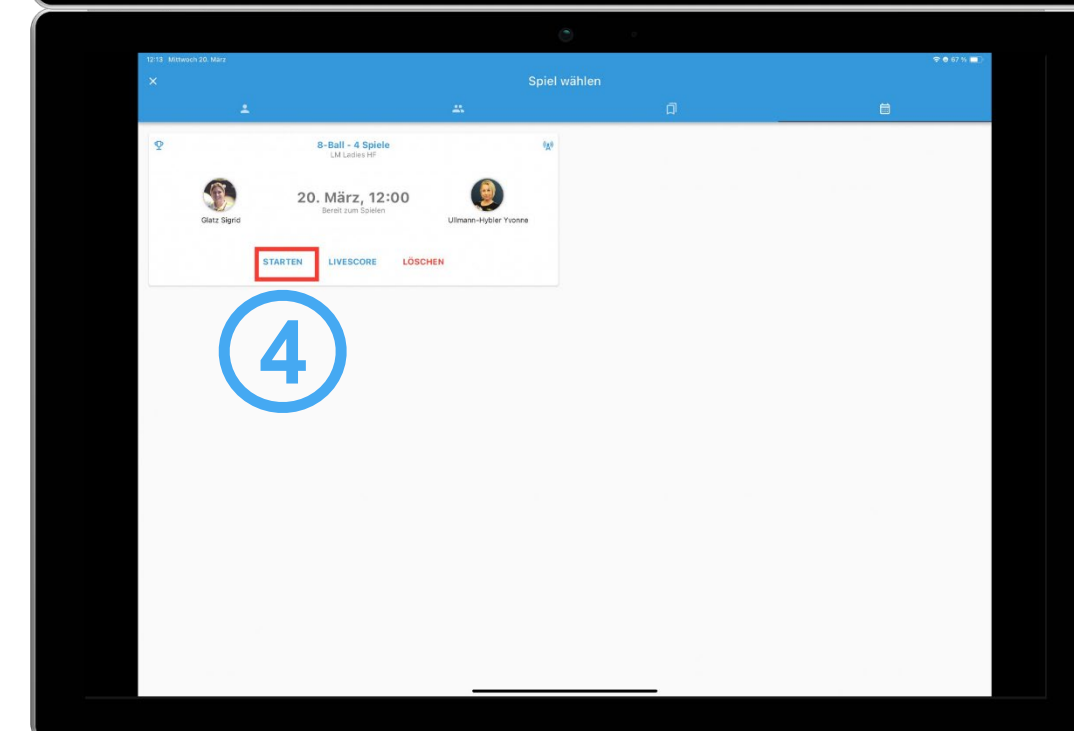 12:13 Mittwoch 20. März
67 %
Spiel wählen
8-Ball - 4 Spiele
LM Ladies HF
20. März, 12:00
Bereit zum Spielen
Glatz Sigrid
Ullmann-Hybler Yvonne
STARTEN LIVESCORE LÖSCHEN
4